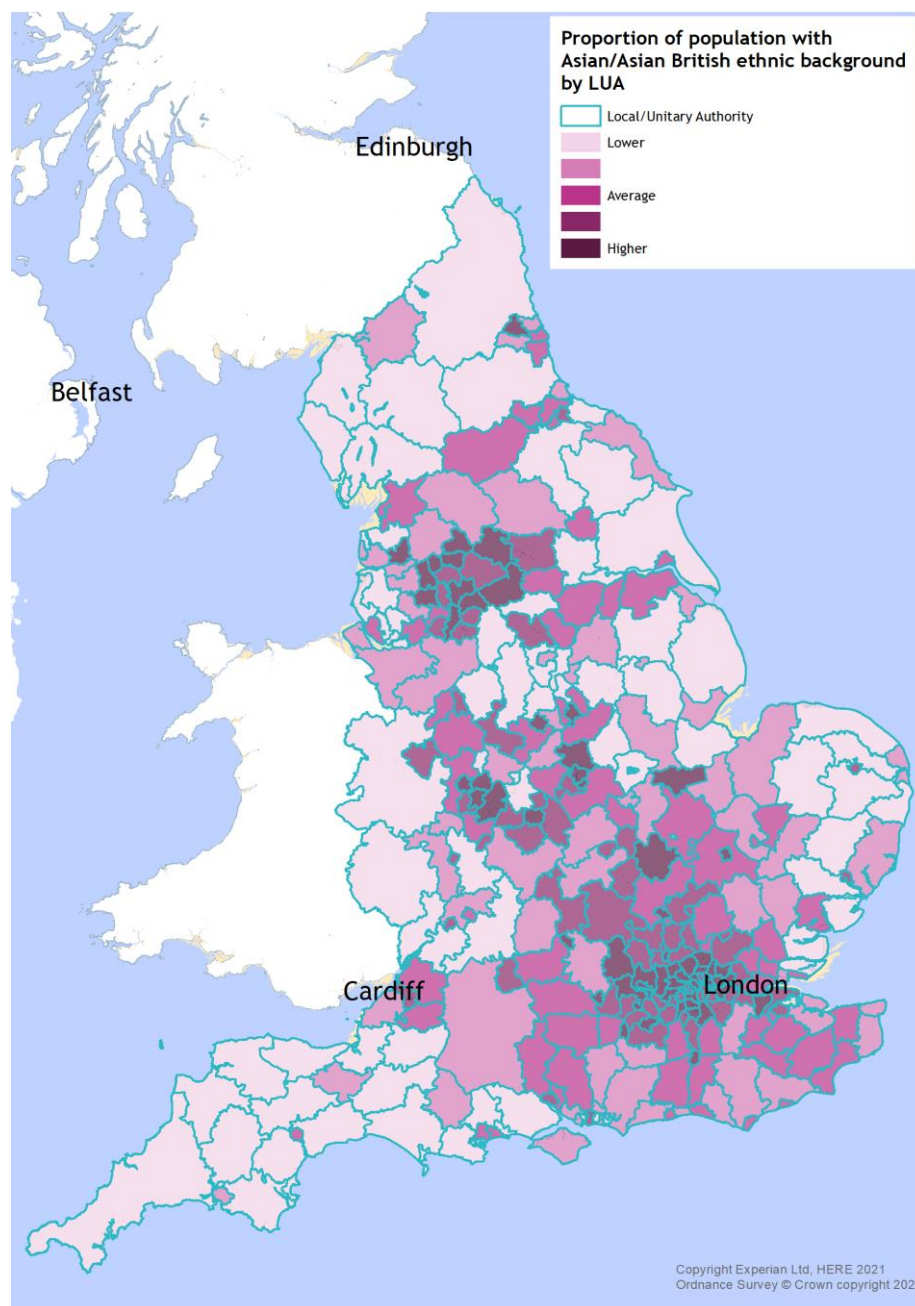 Proportion of population with
Asian/Asian British ethnic background
by LUA
Local/Unitary Authority
Lower
Average
Higher
Edinburgh
Belfast
Cardiff
London
Copyright Experian Ltd, HERE 2021
Ordnance Survey © Crown copyright 202